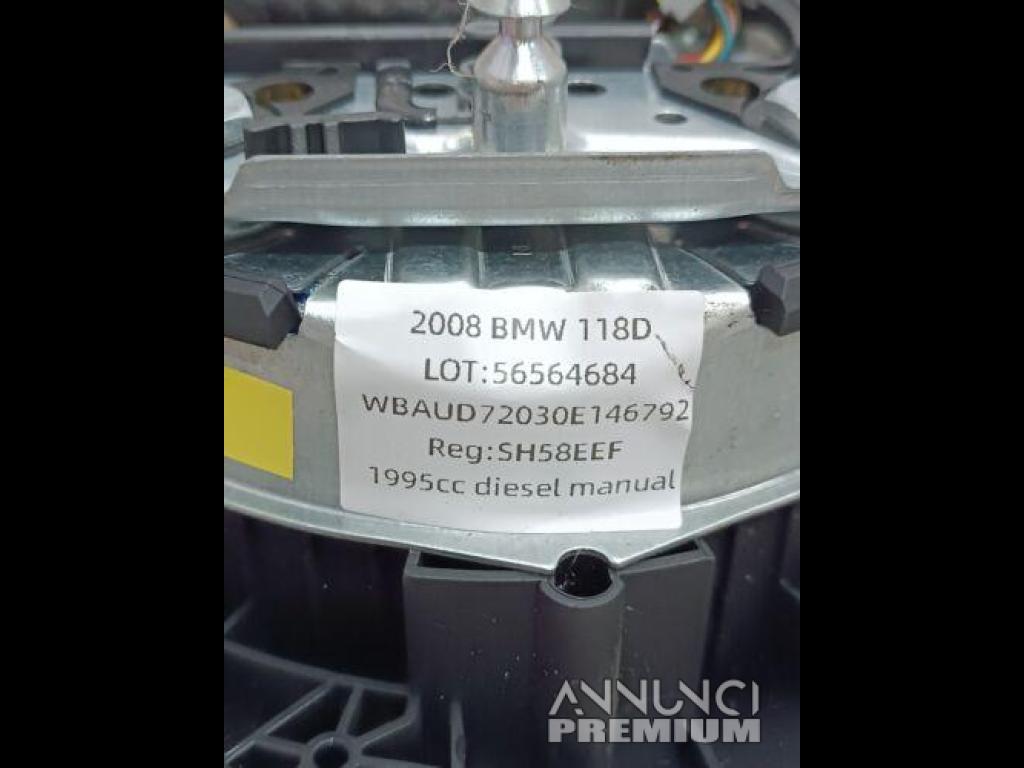 2008 BMW 118D
LOT:56564684
WBAUD72030E146792
Reg:SH58EEF
1995cc diesel manual
ANNUNCI
PREMIUM